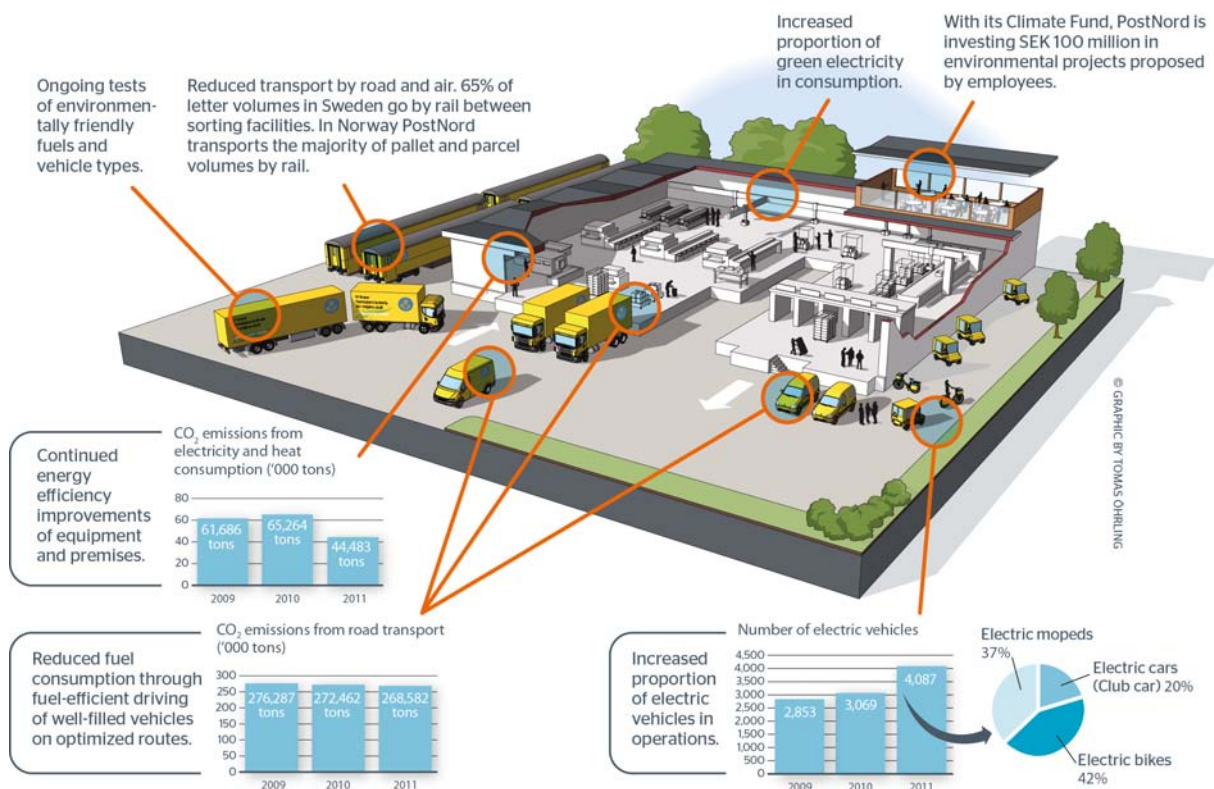 Ongoing tests
of environmen-
tally friendly
fuels and
vehicle types.
Reduced transport by road and air. 65% of
letter volumes in Sweden go by rail between
sorting facilities. In Norway PostNord
transports the majority of pallet and parcel
volumes by rail.
Increased
proportion of
green electricity
in consumption.
With its Climate Fund, PostNord is
investing SEK 100 million in
environmental projects proposed
by employees.
© GRAPHIC BY TOMAS ÖHRLING
Continued
energy
efficiency
improvements
of equipment
and premises.
CO₂ emissions from
electricity and heat
consumption ('000 tons)
80
60
40
20
0
61,686
tons
65,264
tons
44,483
tons
2009 2010 2011
Reduced fuel
consumption through
fuel-efficient driving
of well-filled vehicles
on optimized routes.
CO₂ emissions from road transport
('000 tons)
300
250
200
150
100
50
0
276,287
tons
272,462
tons
268,582
tons
2009 2010 2011
Increased
proportion
of electric
vehicles in
operations.
Number of electric vehicles
4,500
4,000
3,500
3,000
2,500
2,000
1,500
1,000
500
0
2,853
3,069
4,087
2009 2010 2011
Electric mopeds
37%
Electric cars
(Club car) 20%
Electric bikes
42%